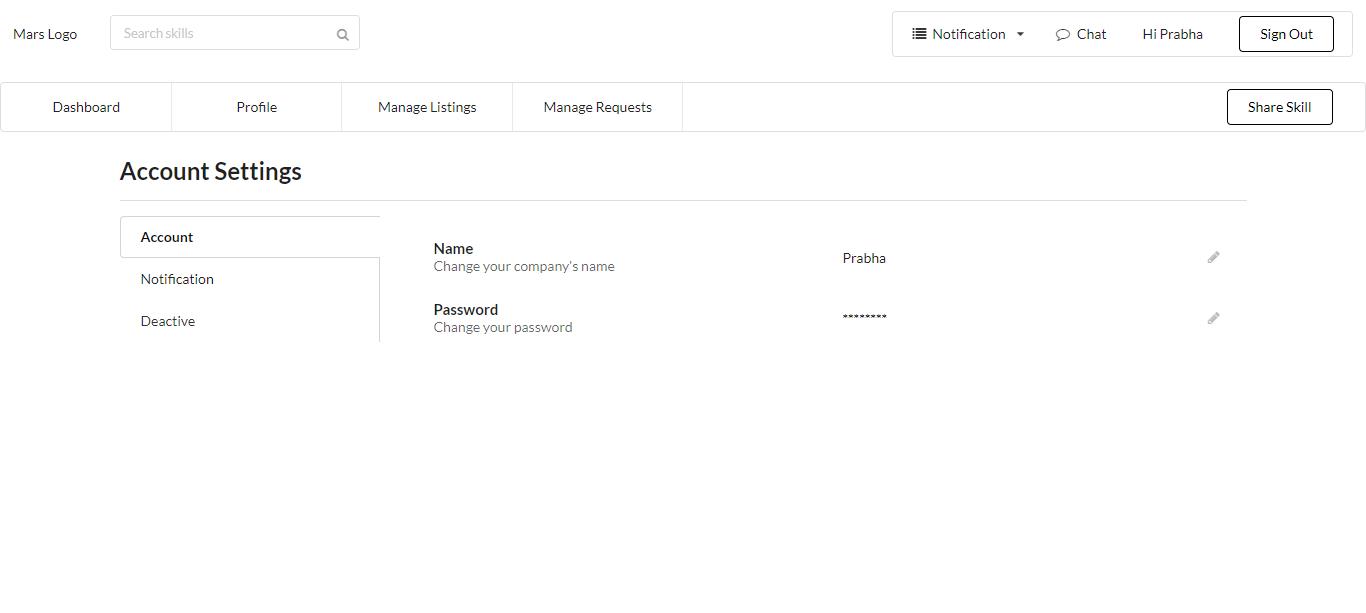 Mars Logo
Search skills
Notification
Chat
Hi Prabha
Sign Out
Dashboard
Profile
Manage Listings
Manage Requests
Share Skill
Account Settings
Account
Notification
Deactive
Name
Change your company's name
Prabha
Password
Change your password
********